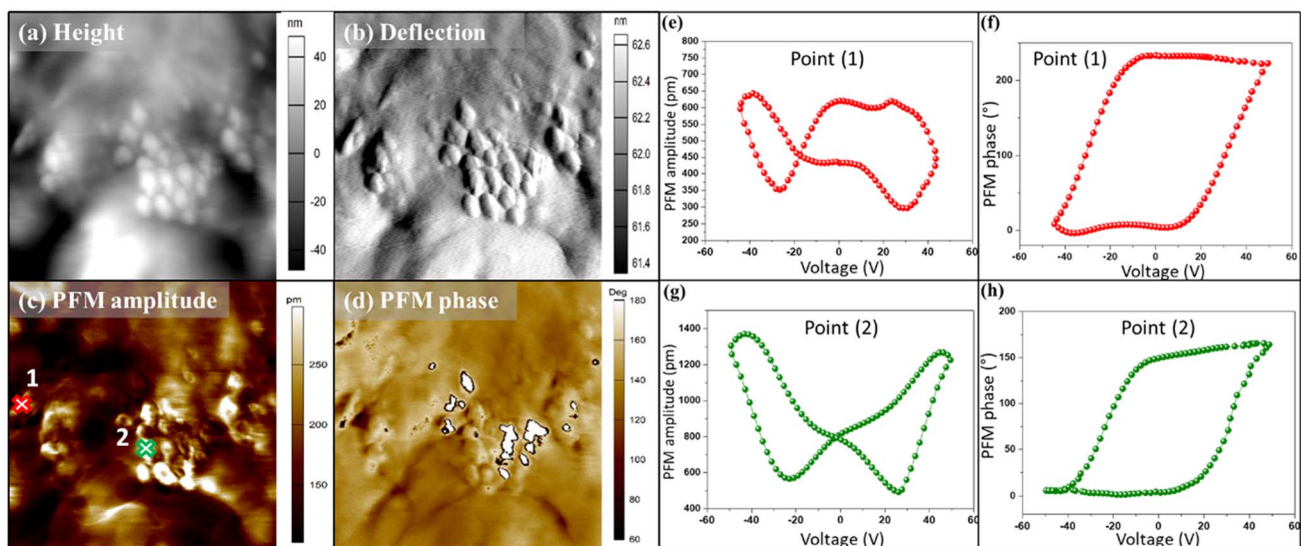 (a) Height
nm
40
20
0
-20
-40
(b) Deflection
nm
62.6
62.4
62.2
62.0
61.8
61.6
61.4
(c) PFM amplitude
pm
250
200
150
1
2
(d) PFM phase
Deg
180
160
140
120
100
80
60
(e)
Point (1)
PFM amplitude (pm)
800
750
700
650
600
550
500
450
400
350
300
250
200
-60 -40 -20 0 20 40 60
Voltage (V)
(f)
Point (1)
PFM phase (°)
200
100
0
-60 -40 -20 0 20 40 60
Voltage (V)
(g)
Point (2)
PFM amplitude (pm)
1400
1200
1000
800
600
400
-60 -40 -20 0 20 40 60
Voltage (V)
(h)
Point (2)
PFM phase (°)
200
150
100
50
0
-60 -40 -20 0 20 40 60
Voltage (V)